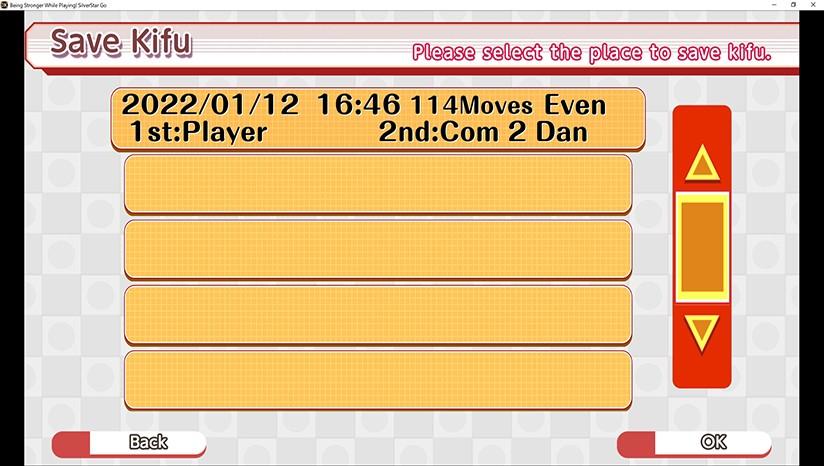 Being Stronger While Playing! SilverStar Go
Save Kifu
Please select the place to save kifu.
2022/01/12 16:46 114Moves Even
1st:Player 2nd:Com 2 Dan
Back
OK